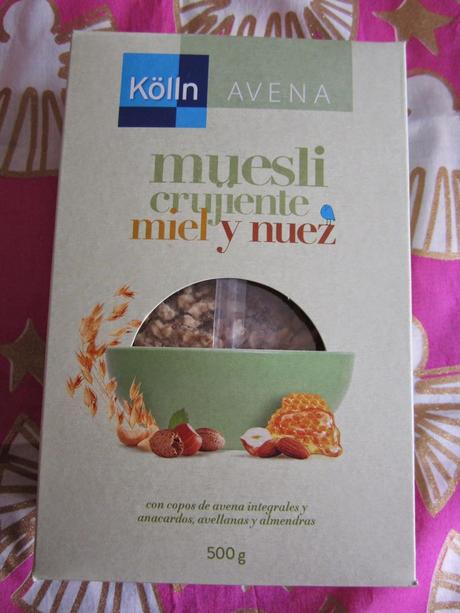 Kölln AVENA
muesli
crujiente
miel y nuez
con copos de avena integrales y
anacardos, avellanas y almendras
500 g